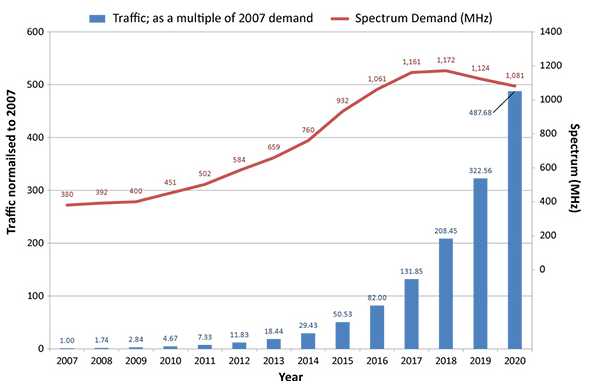 Traffic; as a multiple of 2007 demand Spectrum Demand (MHz)
600 1400
500 1200
400 1000
300 800
200 600
100 400
0 200
0
Traffic normailsed to 2007
Spectrum (MHz)
380 392 400 451 502 584 659 760 932 1,061 1,161 1,172 1,124 1,081
1.00 1.74 2.84 4.67 7.33 11.83 18.44 29.43 50.53 82.00 131.85 208.45 322.56 487.68
2007 2008 2009 2010 2011 2012 2013 2014 2015 2016 2017 2018 2019 2020
Year